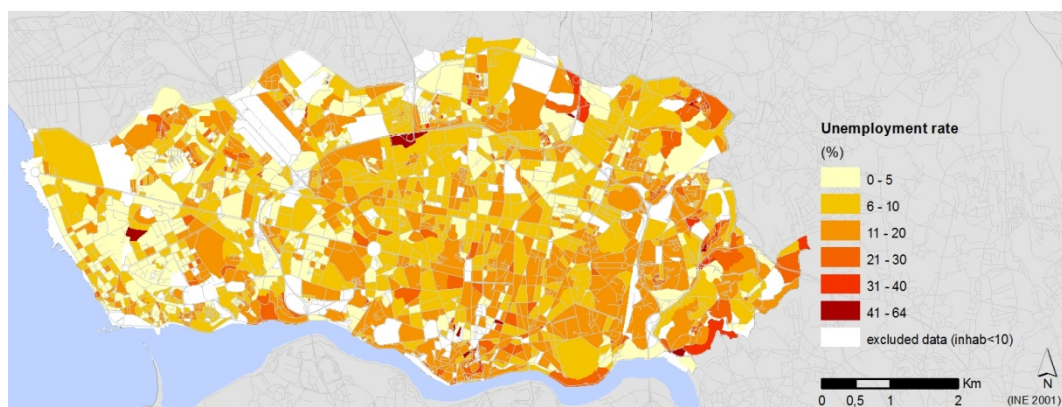 Unemployment rate
(%)
0 - 5
6 - 10
11 - 20
21 - 30
31 - 40
41 - 64
excluded data (inhab<10)
Km
0 0,5 1 2
N
(INE 2001)